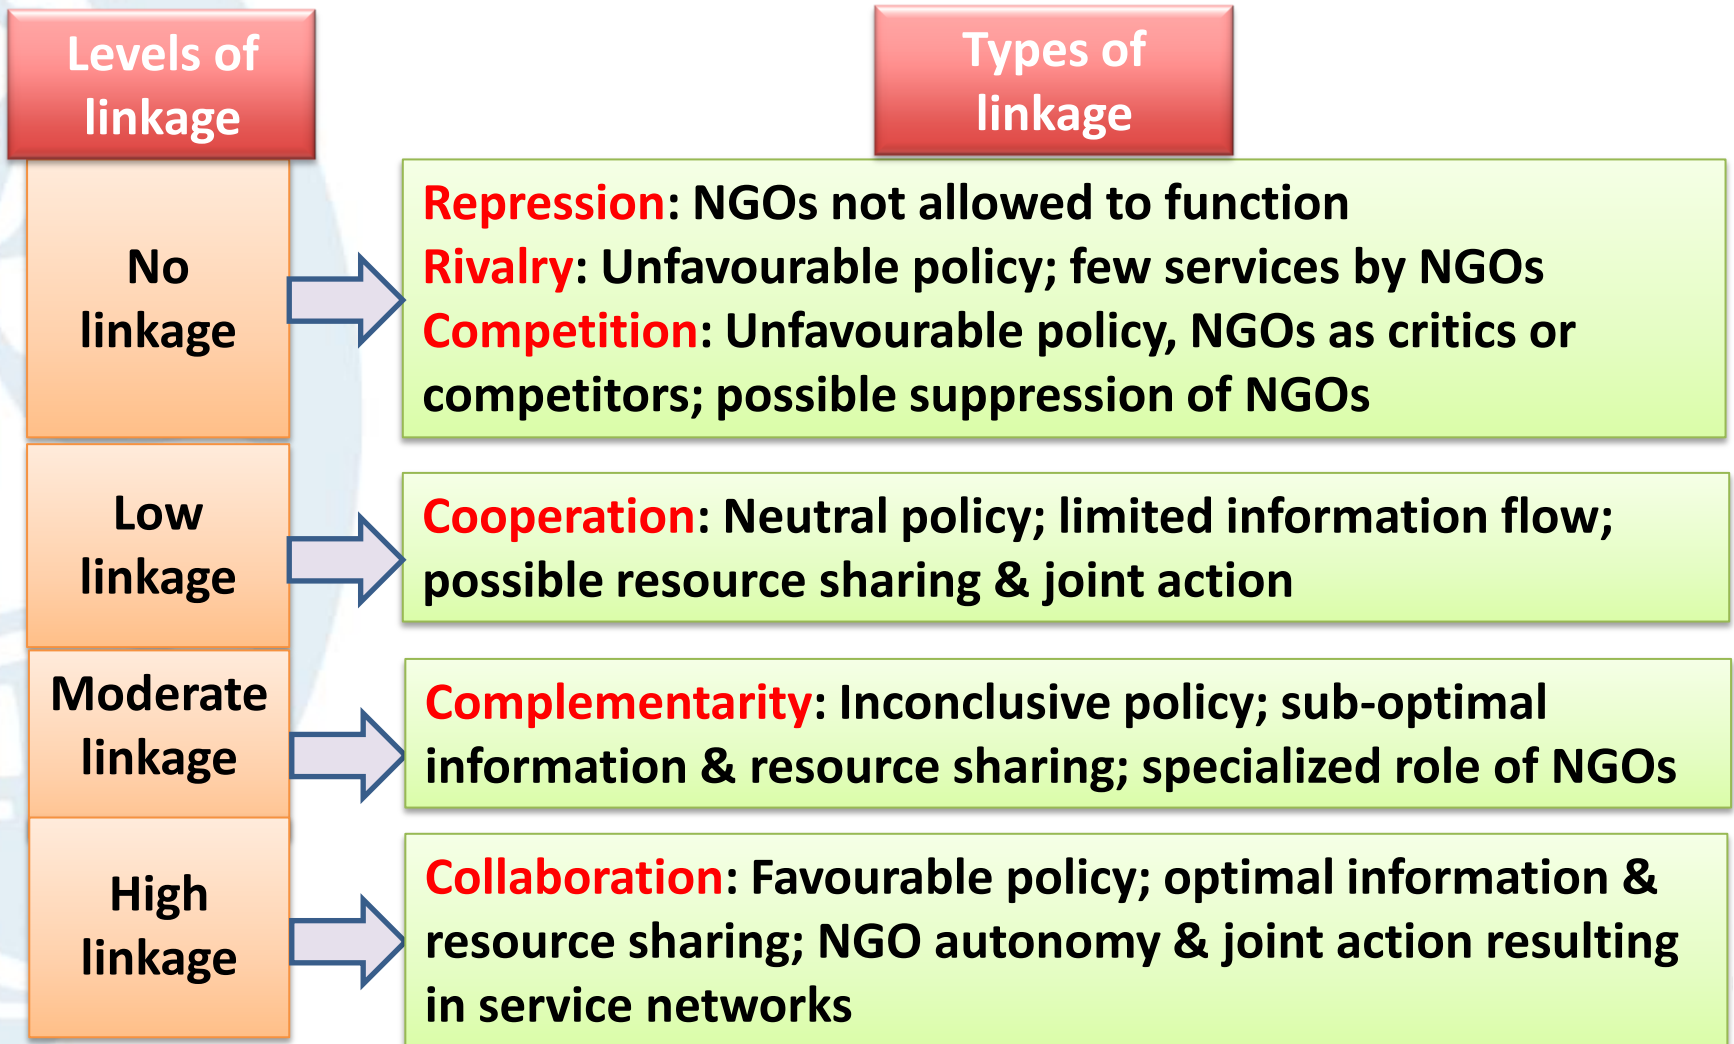 Levels of
linkage
Types of
linkage
No
linkage
Repression: NGOs not allowed to function
Rivalry: Unfavourable policy; few services by NGOs
Competition: Unfavourable policy, NGOs as critics or
competitors; possible suppression of NGOs
Low
linkage
Cooperation: Neutral policy; limited information flow;
possible resource sharing & joint action
Moderate
linkage
Complementarity: Inconclusive policy; sub-optimal
information & resource sharing; specialized role of NGOs
High
linkage
Collaboration: Favourable policy; optimal information &
resource sharing; NGO autonomy & joint action resulting
in service networks